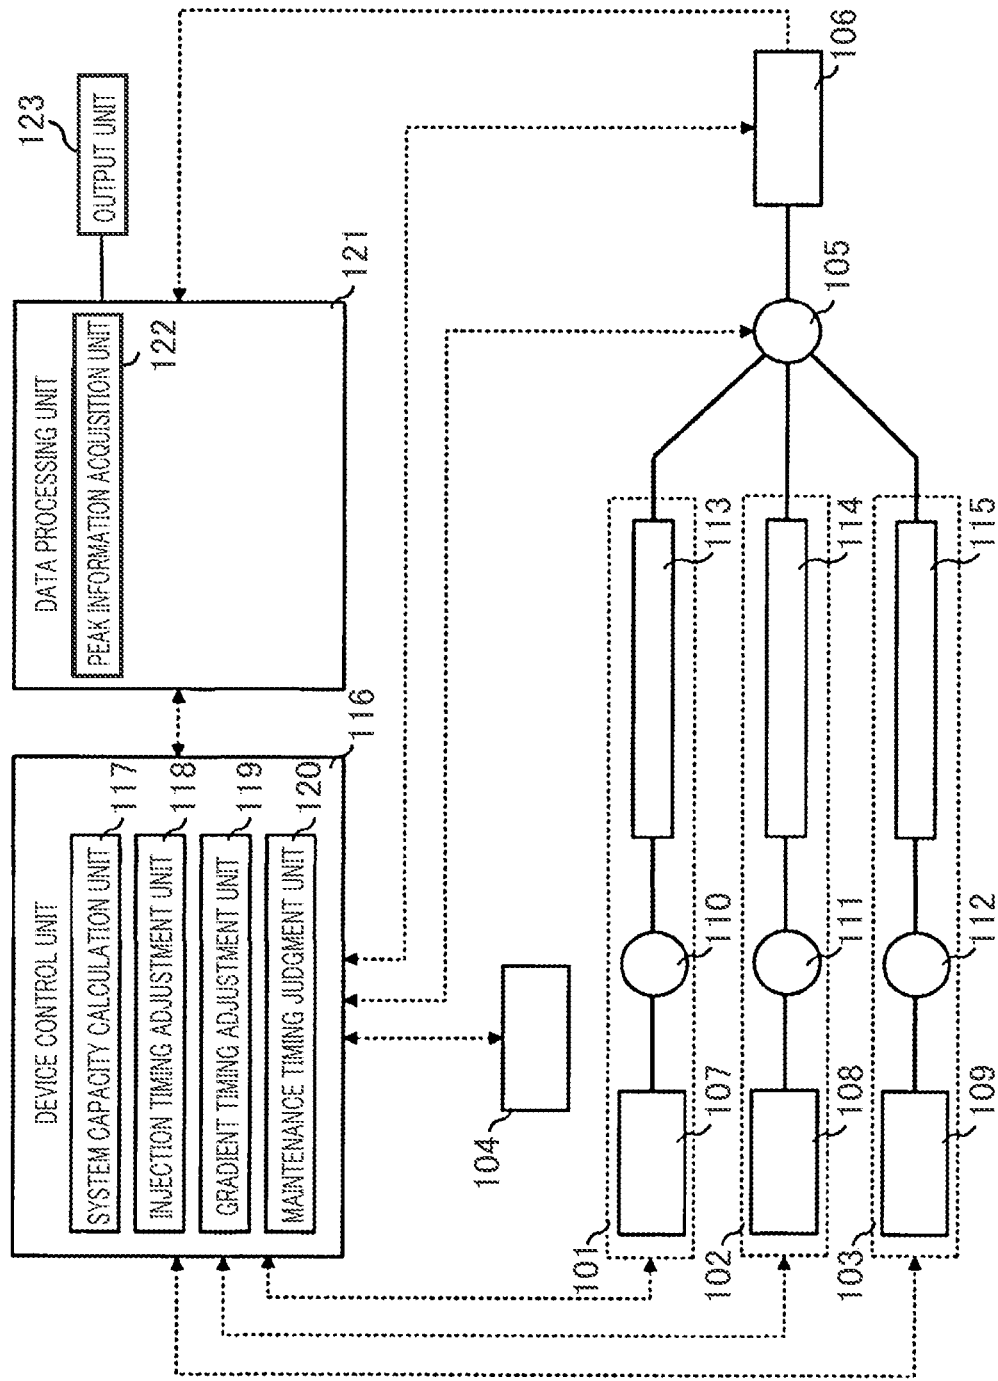 DEVICE CONTROL UNIT
SYSTEM CAPACITY CALCULATION UNIT
117
INJECTION TIMING ADJUSTMENT UNIT
118
GRADIENT TIMING ADJUSTMENT UNIT
119
MAINTENANCE TIMING JUDGMENT UNIT
120
116
DATA PROCESSING UNIT
PEAK INFORMATION ACQUISITION UNIT
122
121
OUTPUT UNIT
123
104
101
107
110
113
102
108
111
114
103
109
112
115
105
106